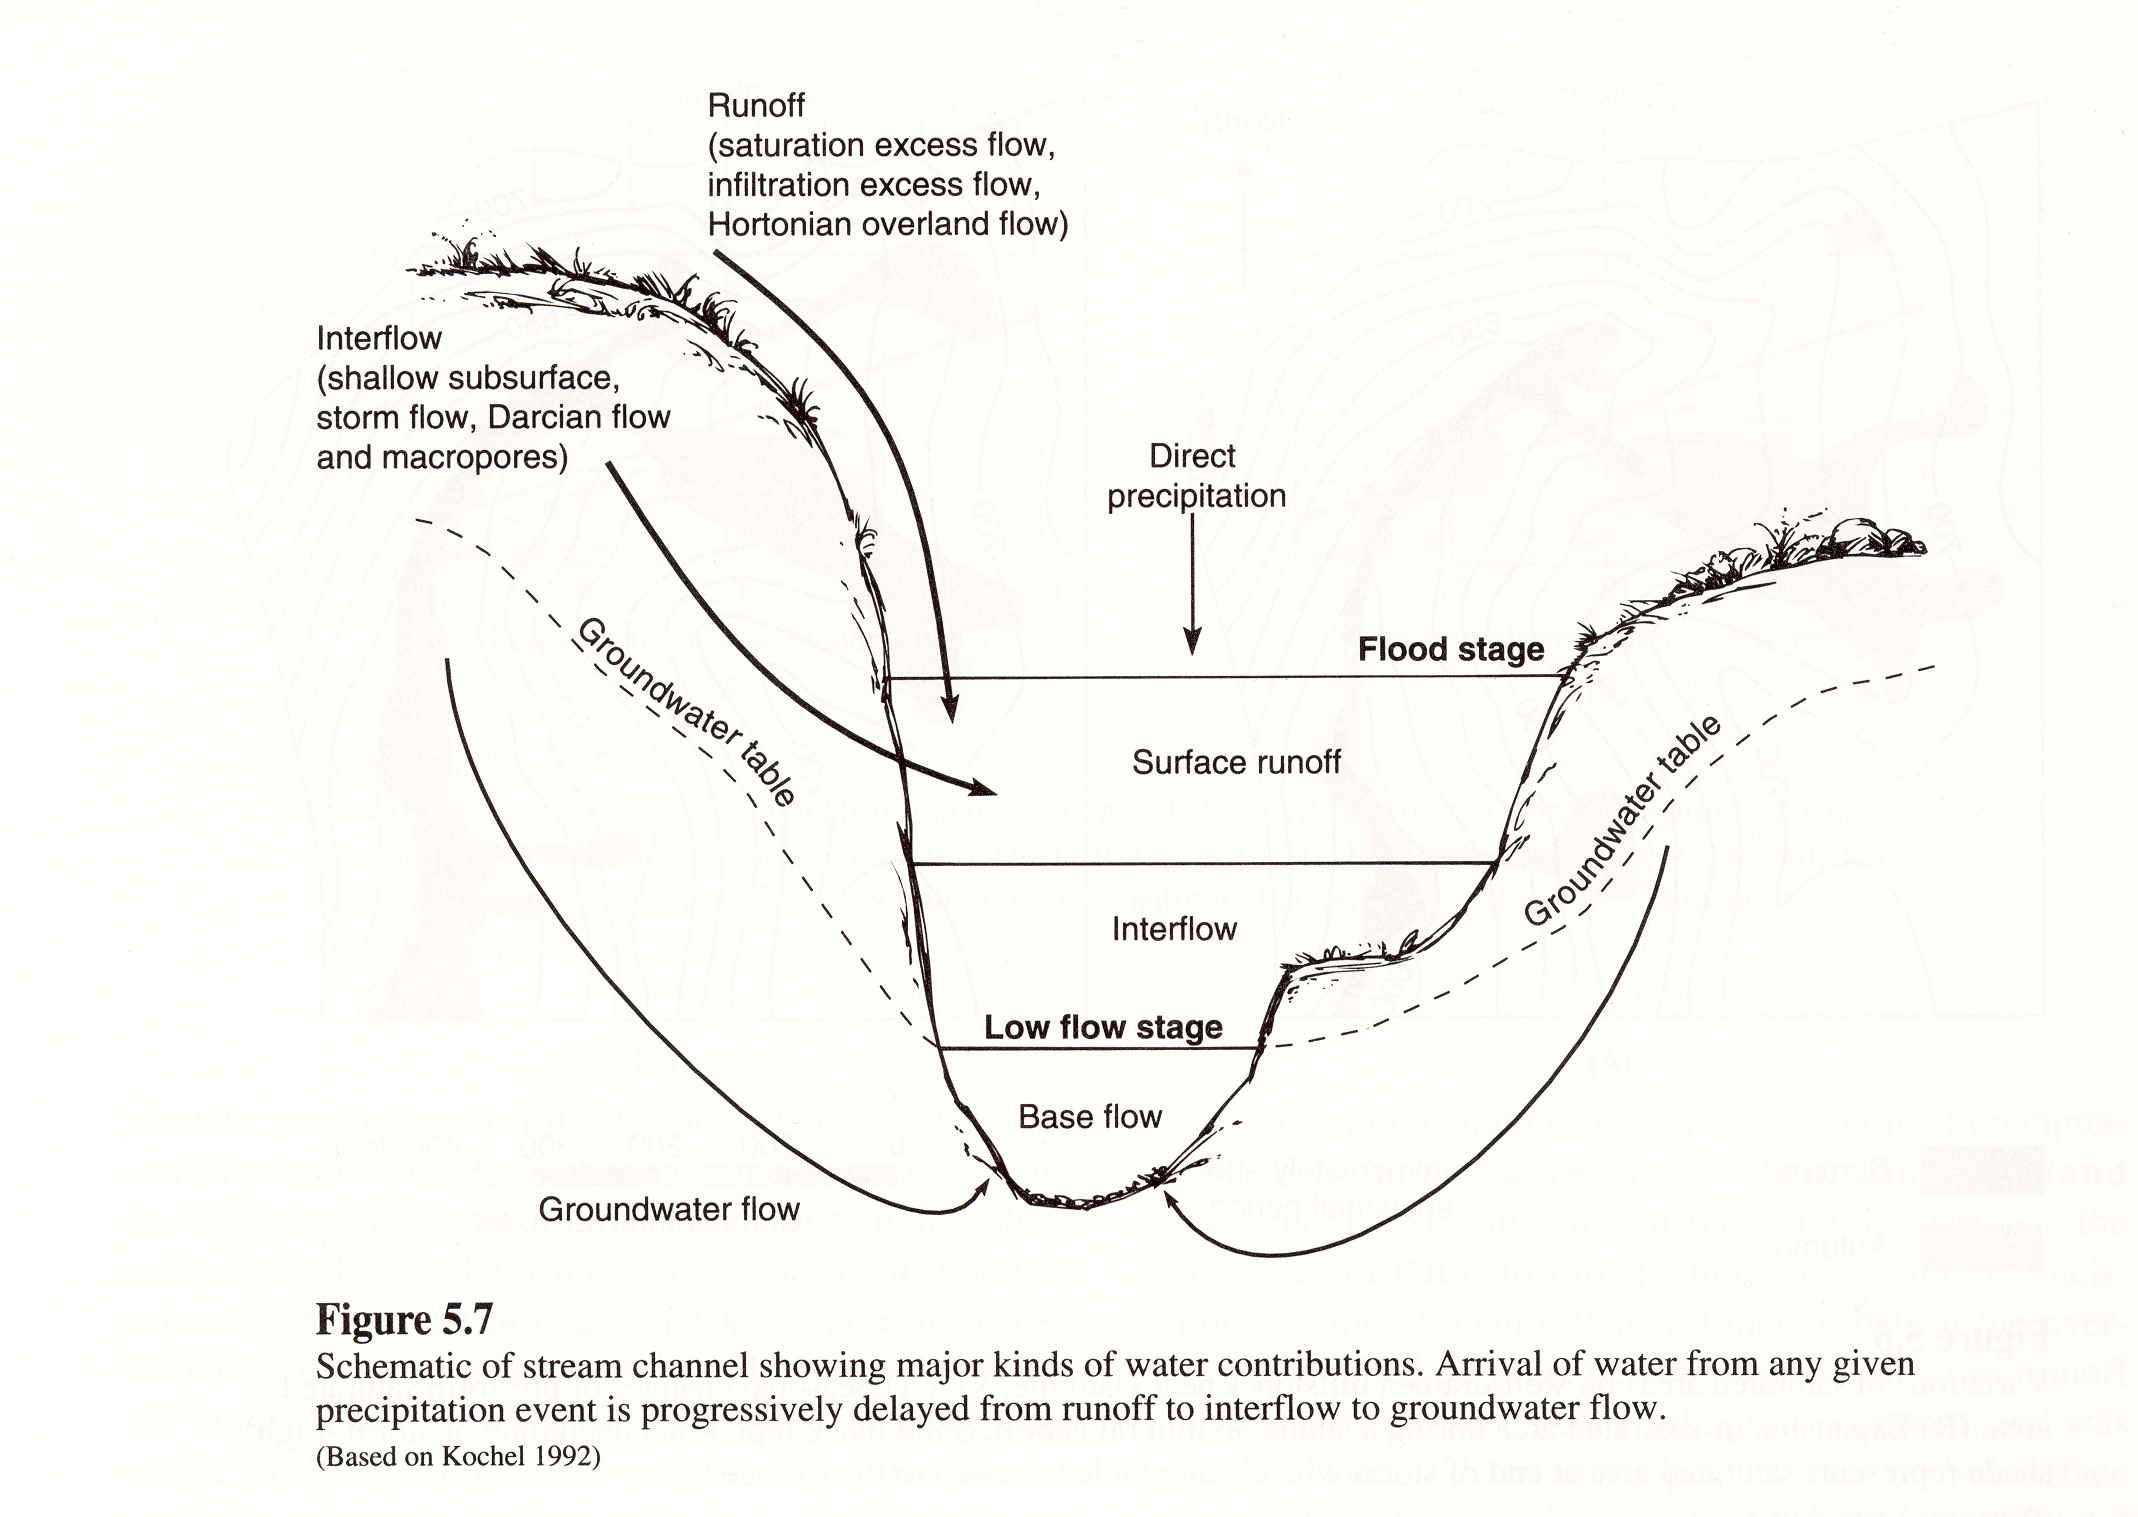 Runoff
(saturation excess flow,
infiltration excess flow,
Hortonian overland flow)
Interflow
(shallow subsurface,
storm flow, Darcian flow
and macropores)
Direct
precipitation
Flood stage
Groundwater table
Surface runoff
Groundwater table
Interflow
Low flow stage
Base flow
Groundwater flow
Figure 5.7
Schematic of stream channel showing major kinds of water contributions. Arrival of water from any given
precipitation event is progressively delayed from runoff to interflow to groundwater flow.
(Based on Kochel 1992)